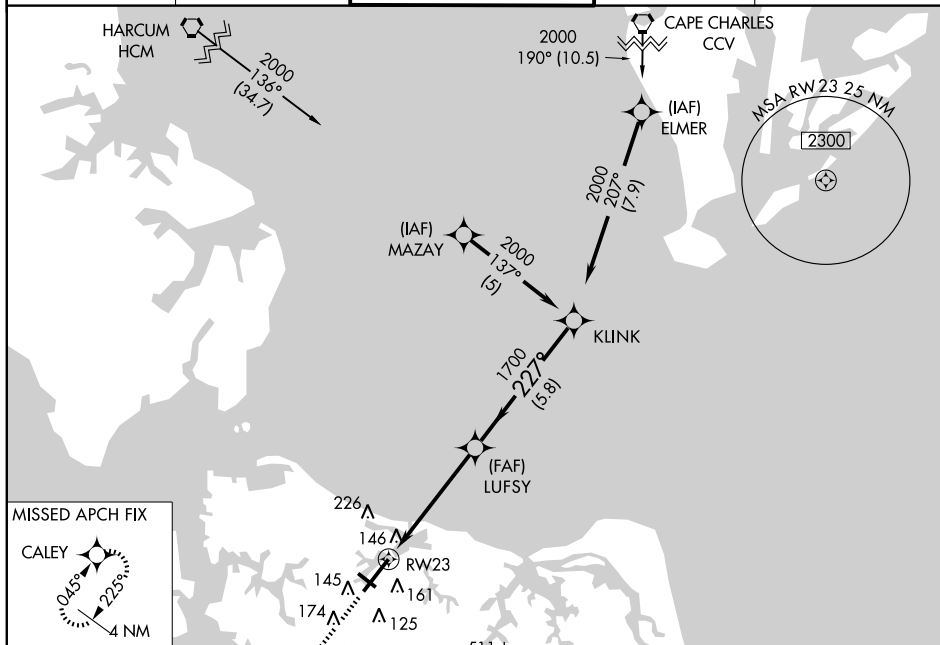 HARCUM
HCM
2000
136°
(34.7)
2000
190° (10.5)
CAPE CHARLES
CCV
(IAF)
ELMER
MSA RW23 25 NM
2300
2000
207°
(7.9)
(IAF)
MAZAY
2000
137°
(5)
KLINK
1700
227°
(5.8)
(FAF)
LUFSY
226
146
RW23
145
161
174
125
MISSED APCH FIX
CALEY
045°
225°
4 NM